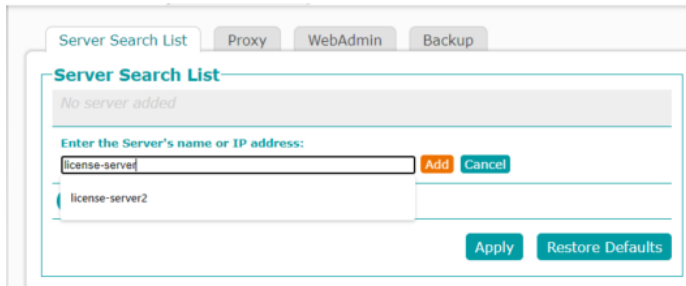 Server Search List Proxy WebAdmin Backup
Server Search List
No server added
Enter the Server's name or IP address:
license-server Add Cancel
license-server2
Apply Restore Defaults